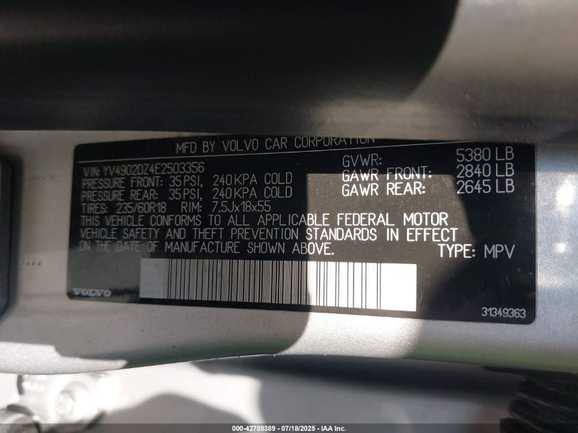 MFD BY VOLVO CAR CORPORATION
VIN: YV4902DZ4E2503356
GVWR: 5380 LB
PRESSURE FRONT: 35PSI, 240KPA COLD
GAWR FRONT: 2840 LB
PRESSURE REAR: 35PSI, 240KPA COLD
GAWR REAR: 2645 LB
TIRES: 235/60R18 RIM: 7,5Jx18x55
THIS VEHICLE CONFORMS TO ALL APPLICABLE FEDERAL MOTOR
VEHICLE SAFETY AND THEFT PREVENTION STANDARDS IN EFFECT
ON THE DATE OF MANUFACTURE SHOWN ABOVE. TYPE: MPV
VOLVO
31349363
000-42788389 - 07/18/2025 - IAA Inc.